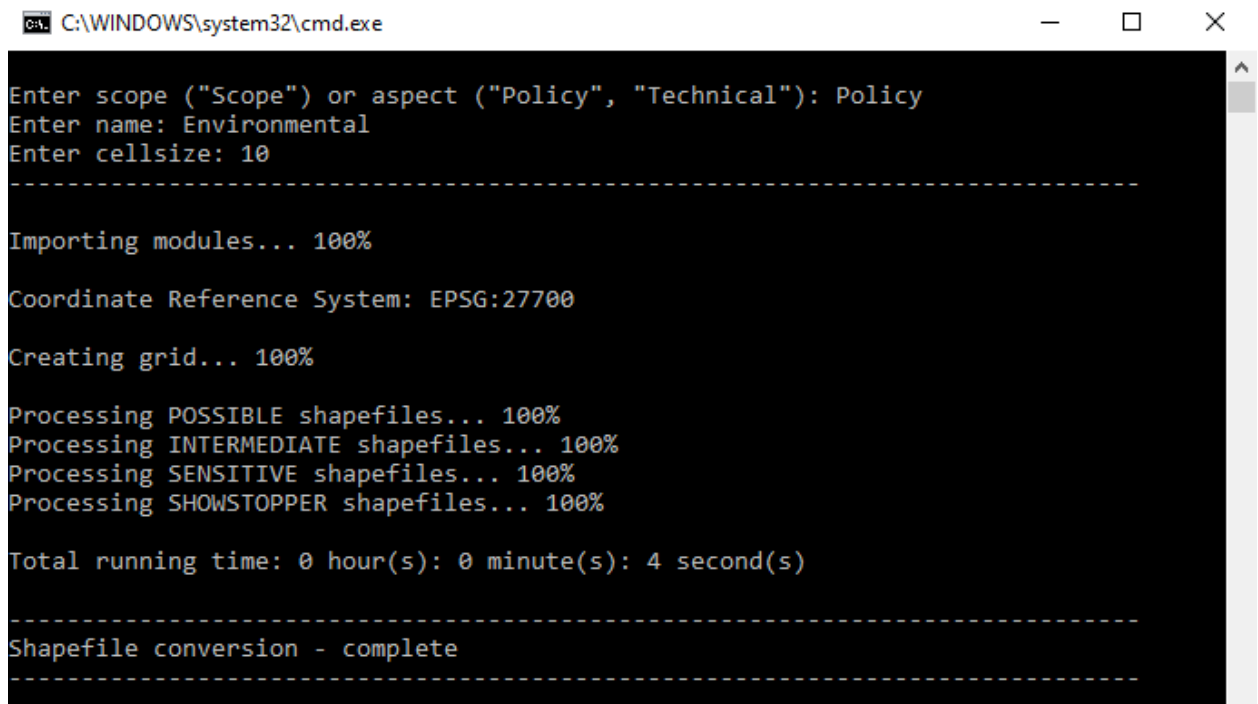 C:\WINDOWS\system32\cmd.exe
Enter scope ("Scope") or aspect ("Policy", "Technical"): Policy
Enter name: Environmental
Enter cellsize: 10
------------------------------------------------------------------------------
Importing modules... 100%
Coordinate Reference System: EPSG:27700
Creating grid... 100%
Processing POSSIBLE shapefiles... 100%
Processing INTERMEDIATE shapefiles... 100%
Processing SENSITIVE shapefiles... 100%
Processing SHOWSTOPPER shapefiles... 100%
Total running time: 0 hour(s): 0 minute(s): 4 second(s)
------------------------------------------------------------------------------
Shapefile conversion - complete
------------------------------------------------------------------------------